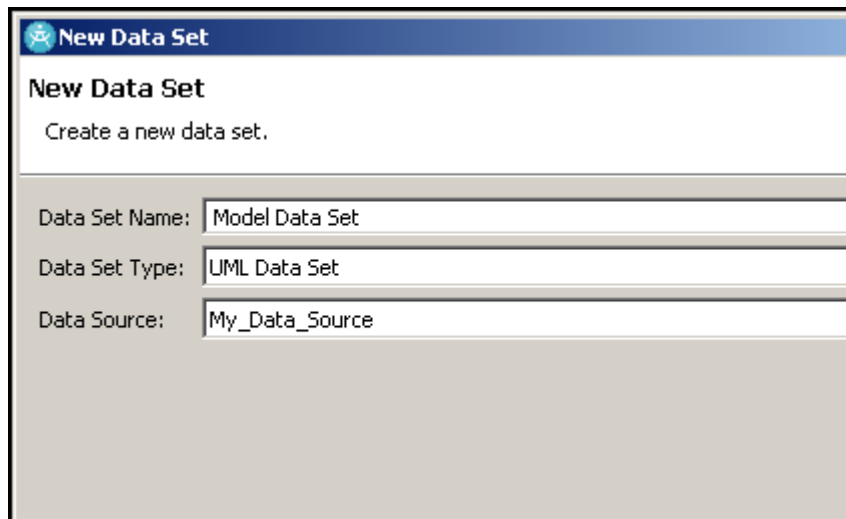 New Data Set
New Data Set
Create a new data set.
Data Set Name: Model Data Set
Data Set Type: UML Data Set
Data Source: My_Data_Source